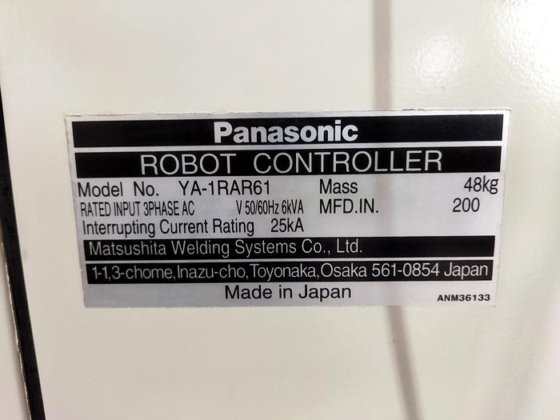 Panasonic
ROBOT CONTROLLER
Model No. YA-1RAR61 Mass 48kg
RATED INPUT 3PHASE AC V 50/60Hz 6kVA MFD.IN. 200
Interrupting Current Rating 25kA
Matsushita Welding Systems Co., Ltd.
1-1,3-chome,Inazu-cho,Toyonaka,Osaka 561-0854 Japan
Made in Japan
ANM36133